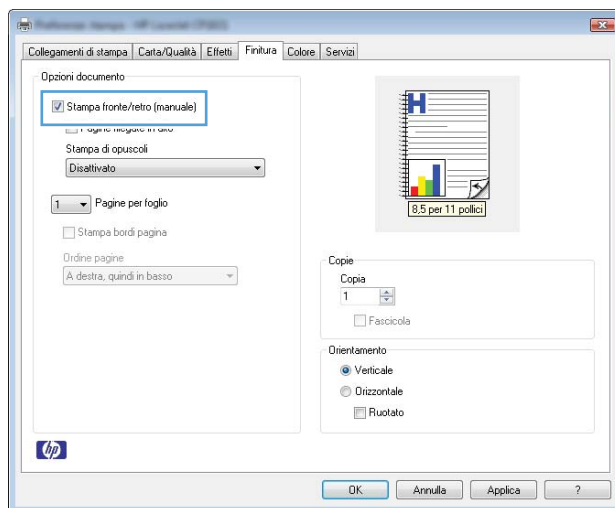 Collegamenti di stampa Carta/Qualità Effetti Finitura Colore Servizi
Opzioni documento
Stampa fronte/retro (manuale)
Stampa di opuscoli
Disattivato
1 Pagine per foglio
Stampa bordi pagina
Ordine pagine
A destra, quindi in basso
H
8,5 per 11 pollici
Copie
Copia
1
Fascicola
Orientamento
Verticale
Orizzontale
Ruotato
hp
OK Annulla Applica ?